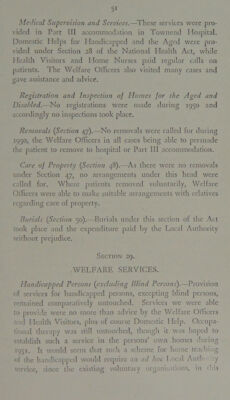 51
Medical Supervision and Services.—These services were pro-
vided in Part III accommodation in Townend Hospital.
Domestic Helps for Handicapped and the Aged were pro-
vided under Section 28 of the National Health Act, while
Health Visitors and Home Nurses paid regular calls on
patients. The Welfare Officers also visited many cases and
gave assistance and advice.
Registration and Inspection of Homes for the Aged and
Disabled.—No registrations were made during 1950 and
accordingly no inspections took place.
Removals (Section 47).—No removals were called for during
1950, the Welfare Officers in all cases being able to persuade
the patient to remove to hospital or Part III accommodation.
Care of Property (Section 48).—As there were no removals
under Section 47, no arrangements under this head were
called for. Where patients removed voluntarily, Welfare
Officers were able to make suitable arrangements with relatives
regarding care of property.
Burials (Section 50).—Burials under this section of the Act
took place and the expenditure paid by the Local Authority
without prejudice.
Section 29.
WELFARE SERVICES.
Handicapped Persons (excluding Blind Persons).—Provision
of services for handicapped persons, excepting blind persons,
remained comparatively untouched. Services we were able
to provide were no more than advice by the Welfare Officers
and Health Visitors, plus of course Domestic Help. Occupa-
tional therapy was still untouched, though it was hoped to
establish such a service in the persons' own homes during
1951. It would seem that such a scheme for home teaching
of the handicapped would require an ad hoc Local Authority
service, since the existing voluntary organisations, in this